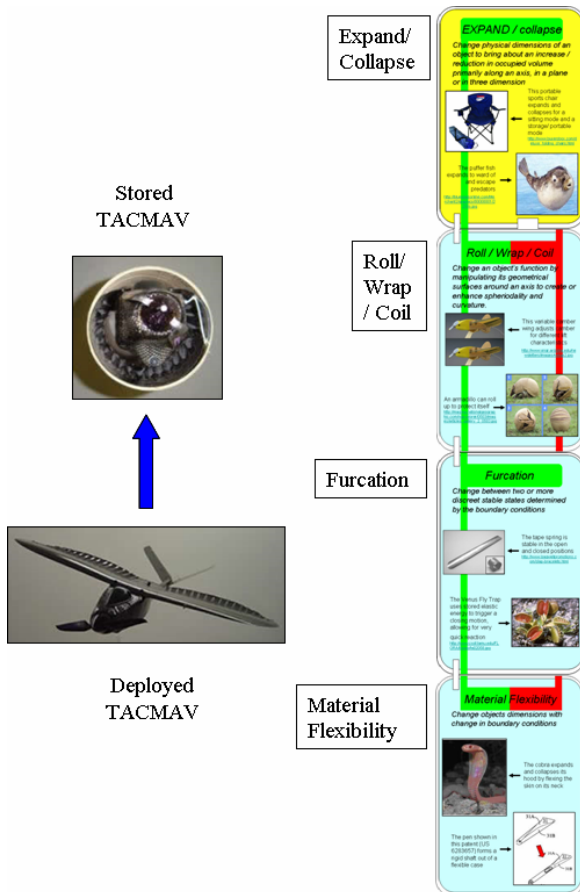 Expand/
Collapse
EXPAND / collapse
Change physical dimensions of an
object to bring about an increase /
reduction in occupied volume
primarily along an axis, in a plane
or in three dimension
This portable
sports chair
expands and
collapses for a
sitting mode and a
storage/ portable
mode
The puffer fish
expands to ward of
and escape
predators
Stored
TACMAV
Roll/
Wrap
/ Coil
Roll / Wrap / Coil
Change an object's function by
manipulating its geometrical
surfaces around an axis to create or
enhance spheriodality and
curvature.
This variable camber
wing adjusts camber
for different aft
characteristics
An armadillo can roll
up to protect itself
Furcation
Furcation
Change between two or more
discreet stable states determined
by the boundary conditions
The tape spring is
stable in the open
and closed positions
The Venus Fly Trap
uses stored elastic
energy to trigger a
closing motion,
allowing for very
quick reaction
Deployed
TACMAV
Material
Flexibility
Material Flexibility
Change objects dimensions with
change in boundary conditions
The cobra expands
and collapses its
hood by flexing the
skin on its neck
The pen shown in
this patent (US
6283657) forms a
rigid shaft out of a
flexible case